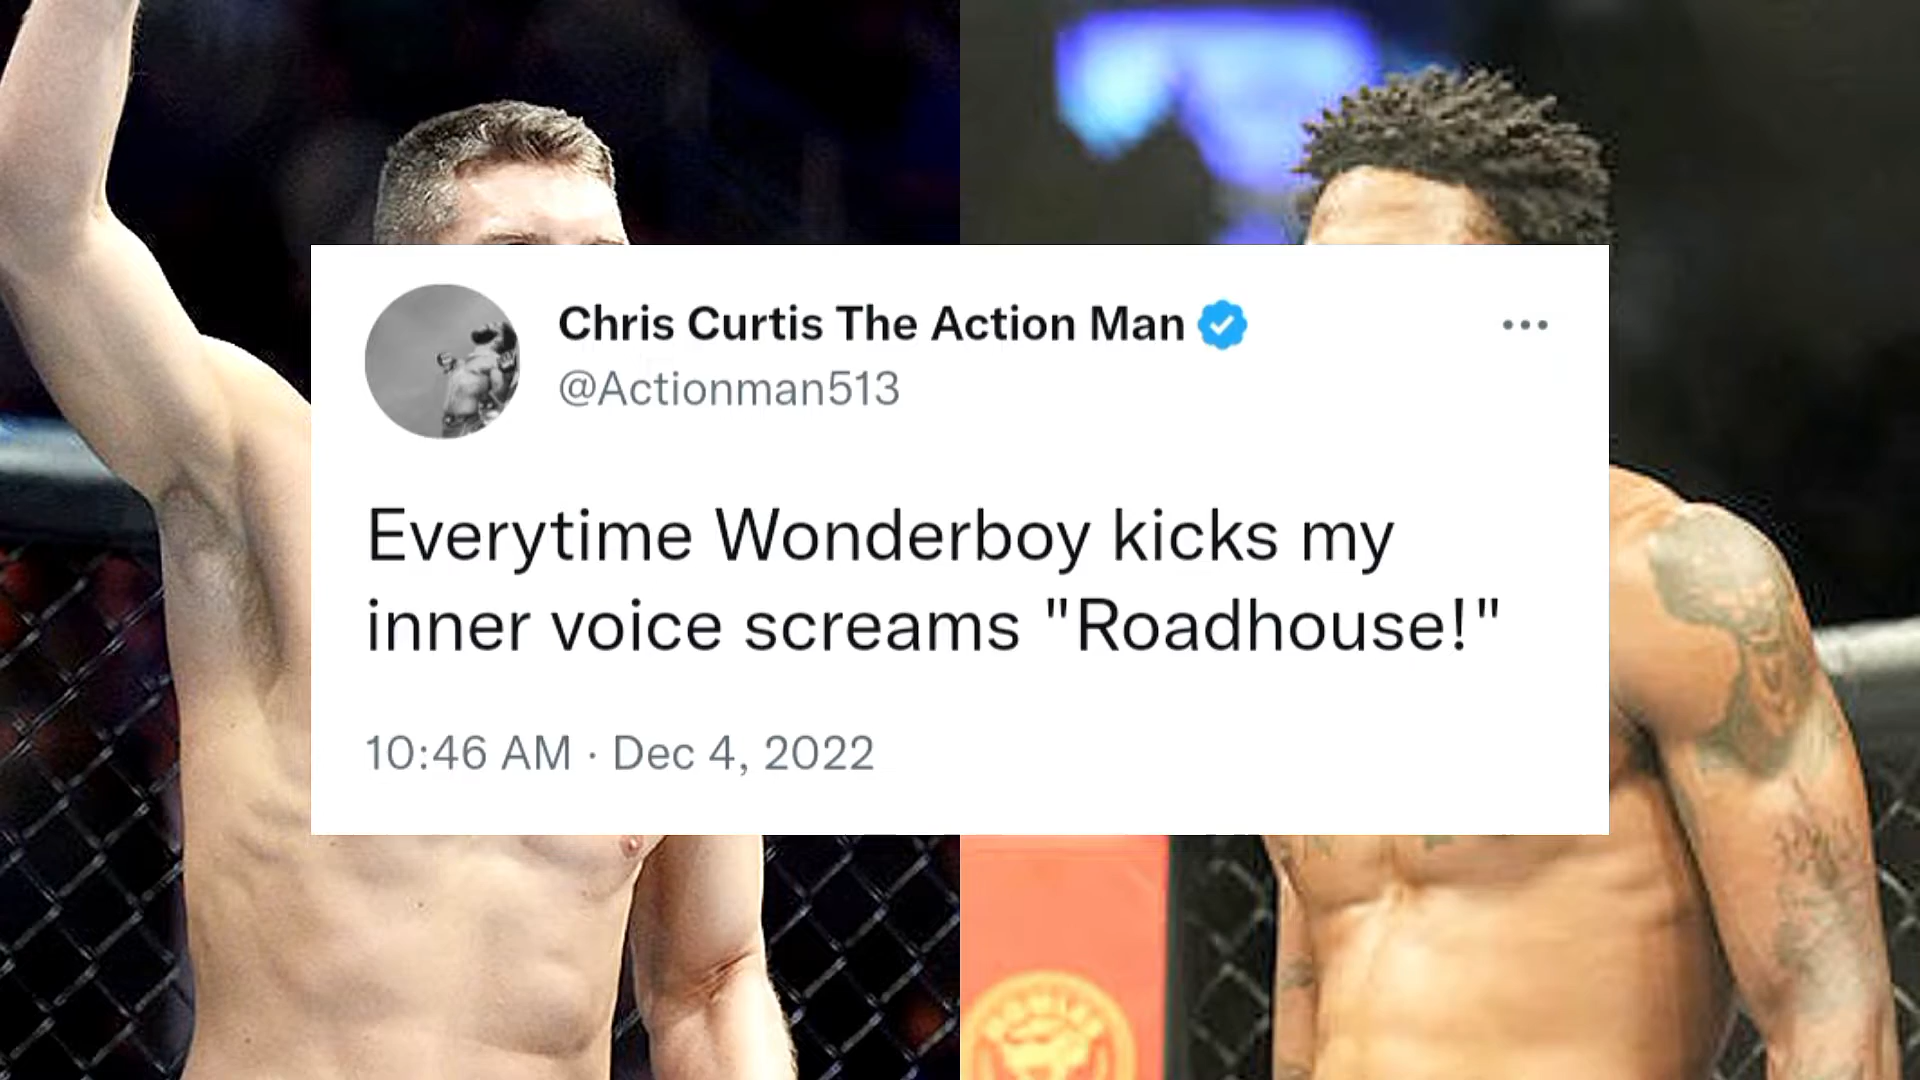 Chris Curtis The Action Man
@Actionman513
Everytime Wonderboy kicks my
inner voice screams "Roadhouse!"
10:46 AM · Dec 4, 2022